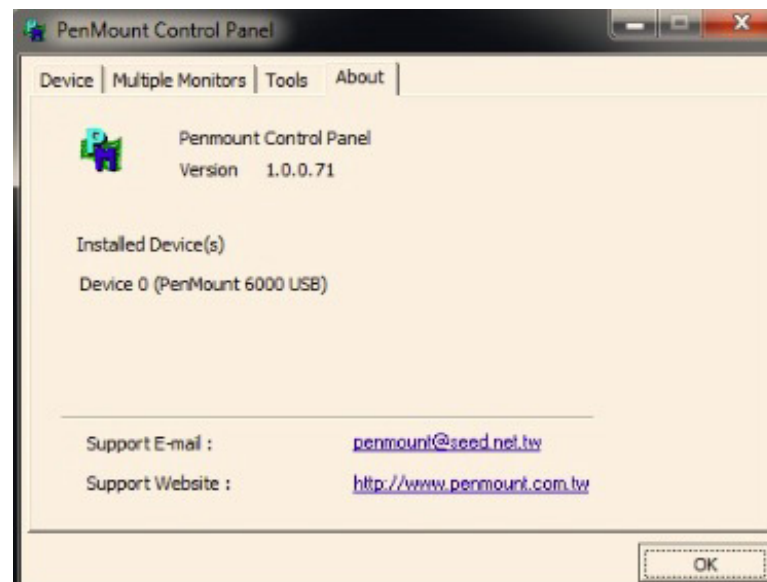 PenMount Control Panel
Device Multiple Monitors Tools About
Penmount Control Panel
Version 1.0.0.71
Installed Device(s)
Device 0 (PenMount 6000 USB)
Support E-mail : penmount@seed.net.tw
Support Website : http://www.penmount.com.tw
OK